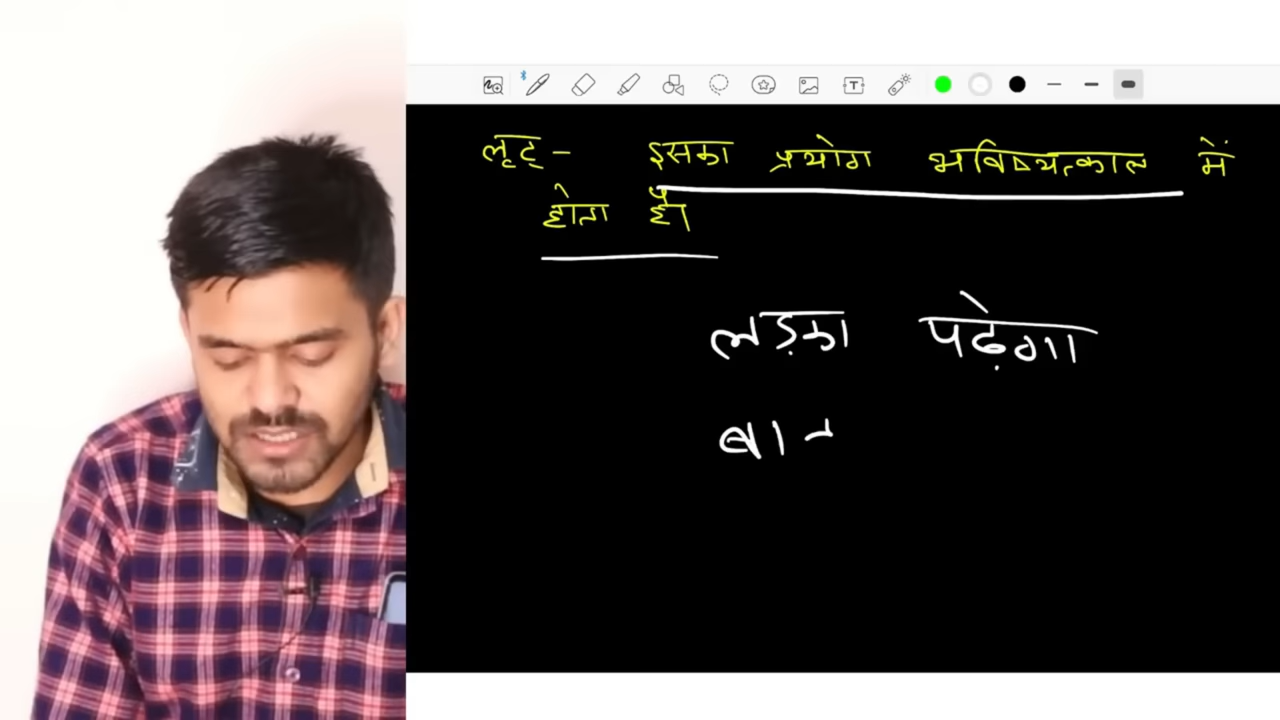 लृट् - इसका प्रयोग भविष्यत्काल में
होता है।
लड़का पढ़ेगा
बा